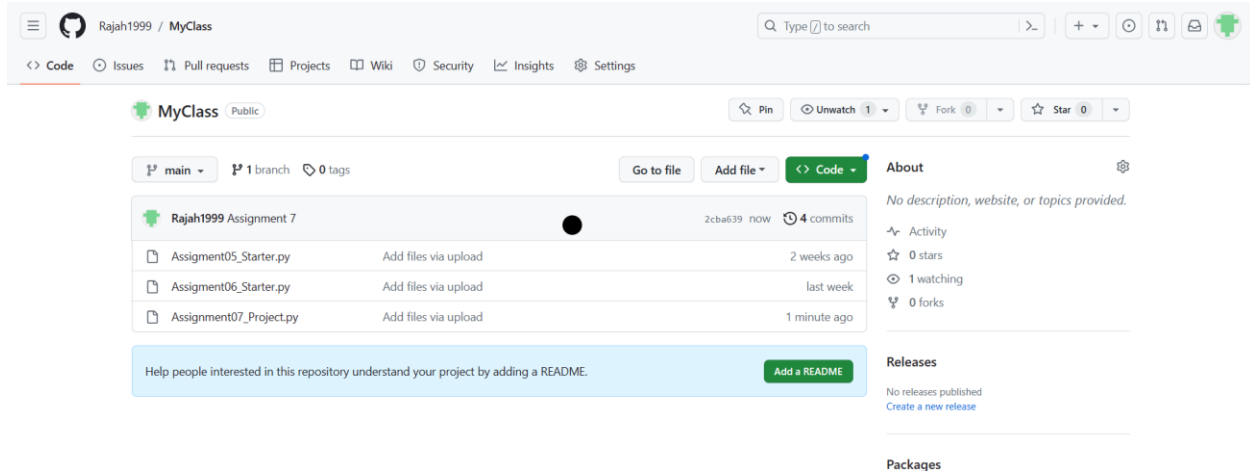 Rajah1999 / MyClass
Type / to search
<> Code Issues Pull requests Projects Wiki Security Insights Settings
MyClass Public
Pin Unwatch 1 Fork 0 Star 0
main 1 branch 0 tags Go to file Add file <> Code
Rajah1999 Assignment 7 2cba639 now 4 commits
Assigment05_Starter.py Add files via upload 2 weeks ago
Assigment06_Starter.py Add files via upload last week
Assignment07_Project.py Add files via upload 1 minute ago
Help people interested in this repository understand your project by adding a README. Add a README
About
No description, website, or topics provided.
Activity
0 stars
1 watching
0 forks
Releases
No releases published
Create a new release
Packages